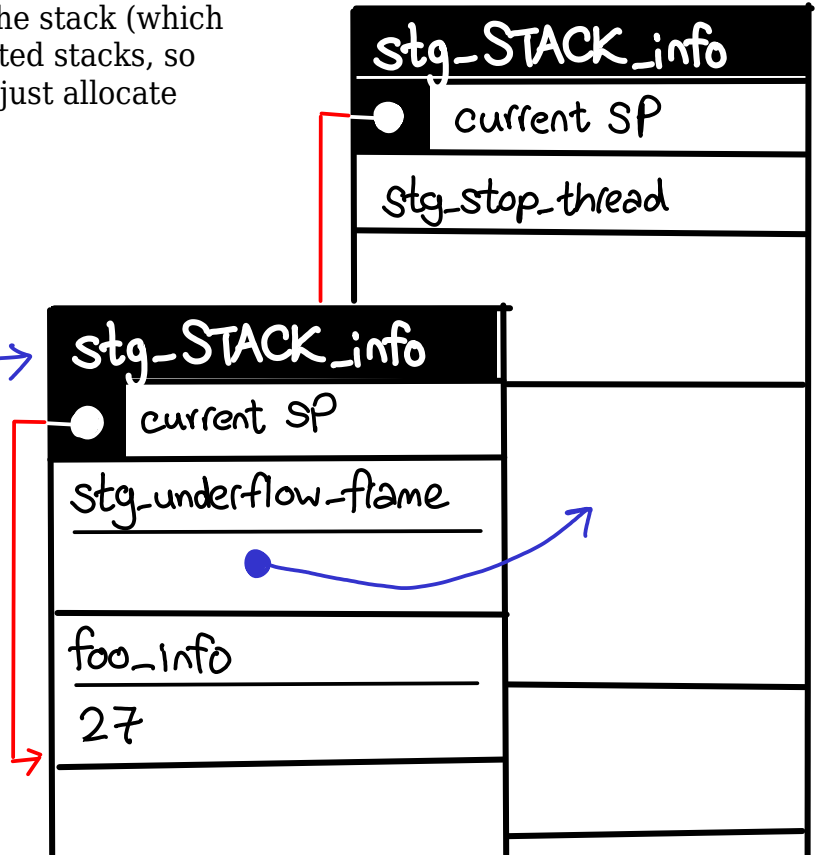 he stack (which
ted stacks, so
just allocate
stg_STACK_info
current SP
stg_stop_thread
stg_STACK_info
current SP
stg_underflow_frame
foo_info
27